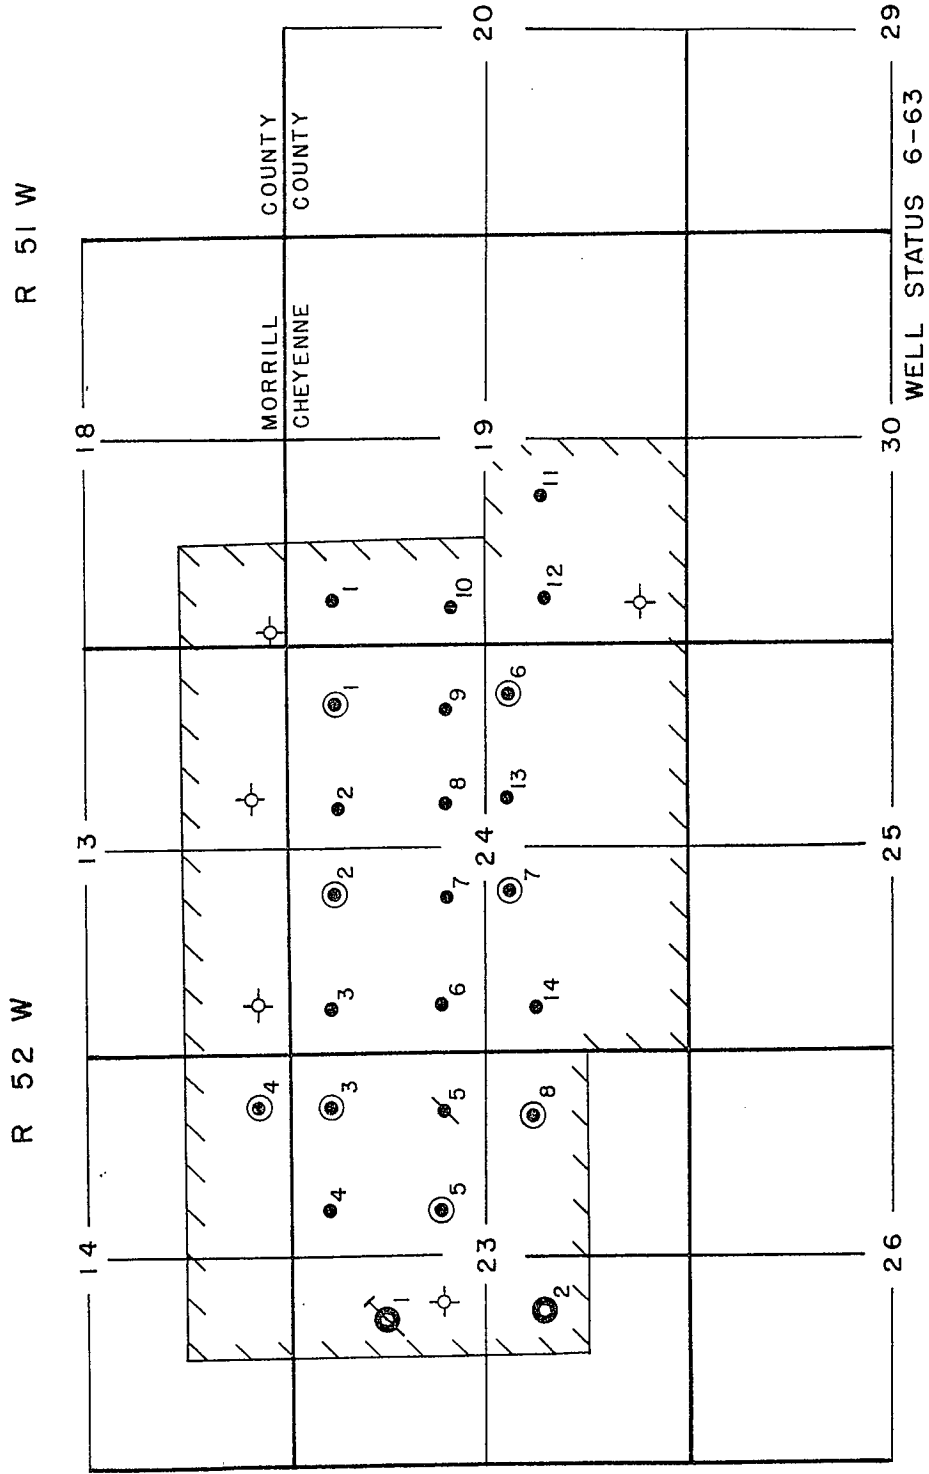 R 52 W R 51 W
14 13 18
4 MORRILL COUNTY
CHEYENNE COUNTY
4 3 3 2 2 1 1
1
5 5 6 7 8 9 10
23 24 19 20
2 8 14 7 13 6 12 11
26 25 30 29
WELL STATUS 6-63